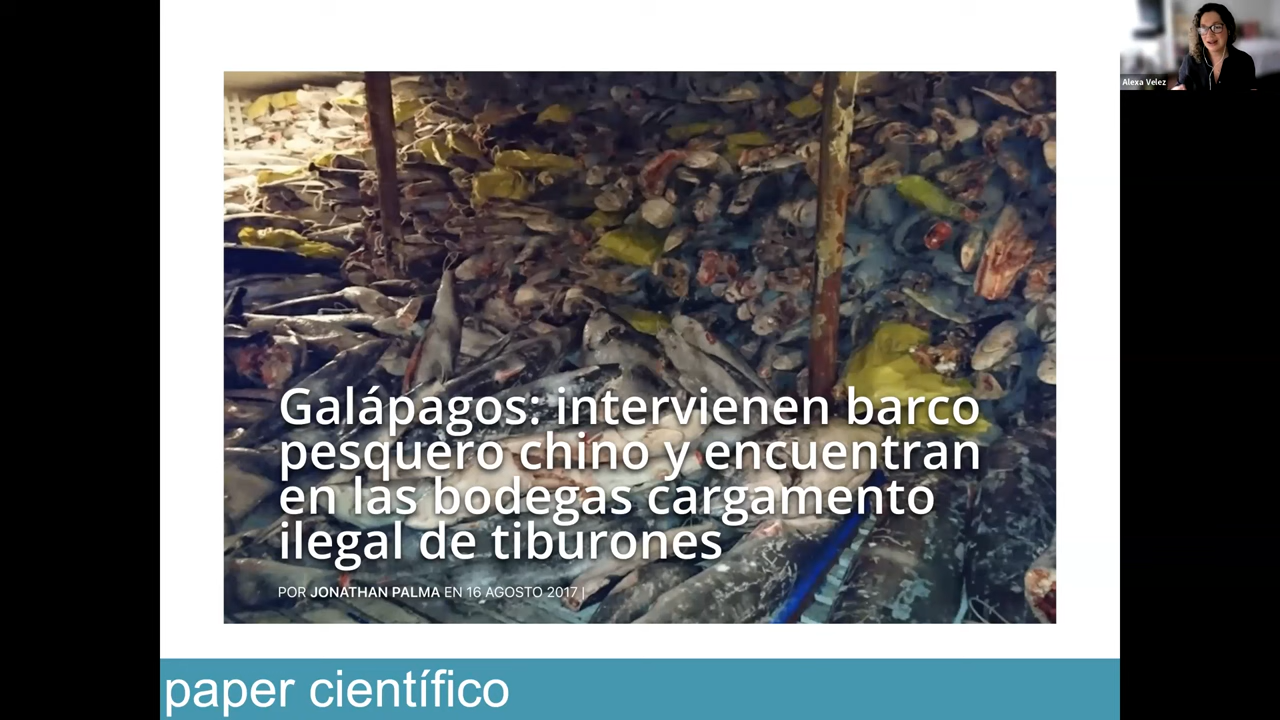 Alexa Velez
Galápagos: intervienen barco
pesquero chino y encuentran
en las bodegas cargamento
ilegal de tiburones
POR JONATHAN PALMA EN 16 AGOSTO 2017 |
paper científico